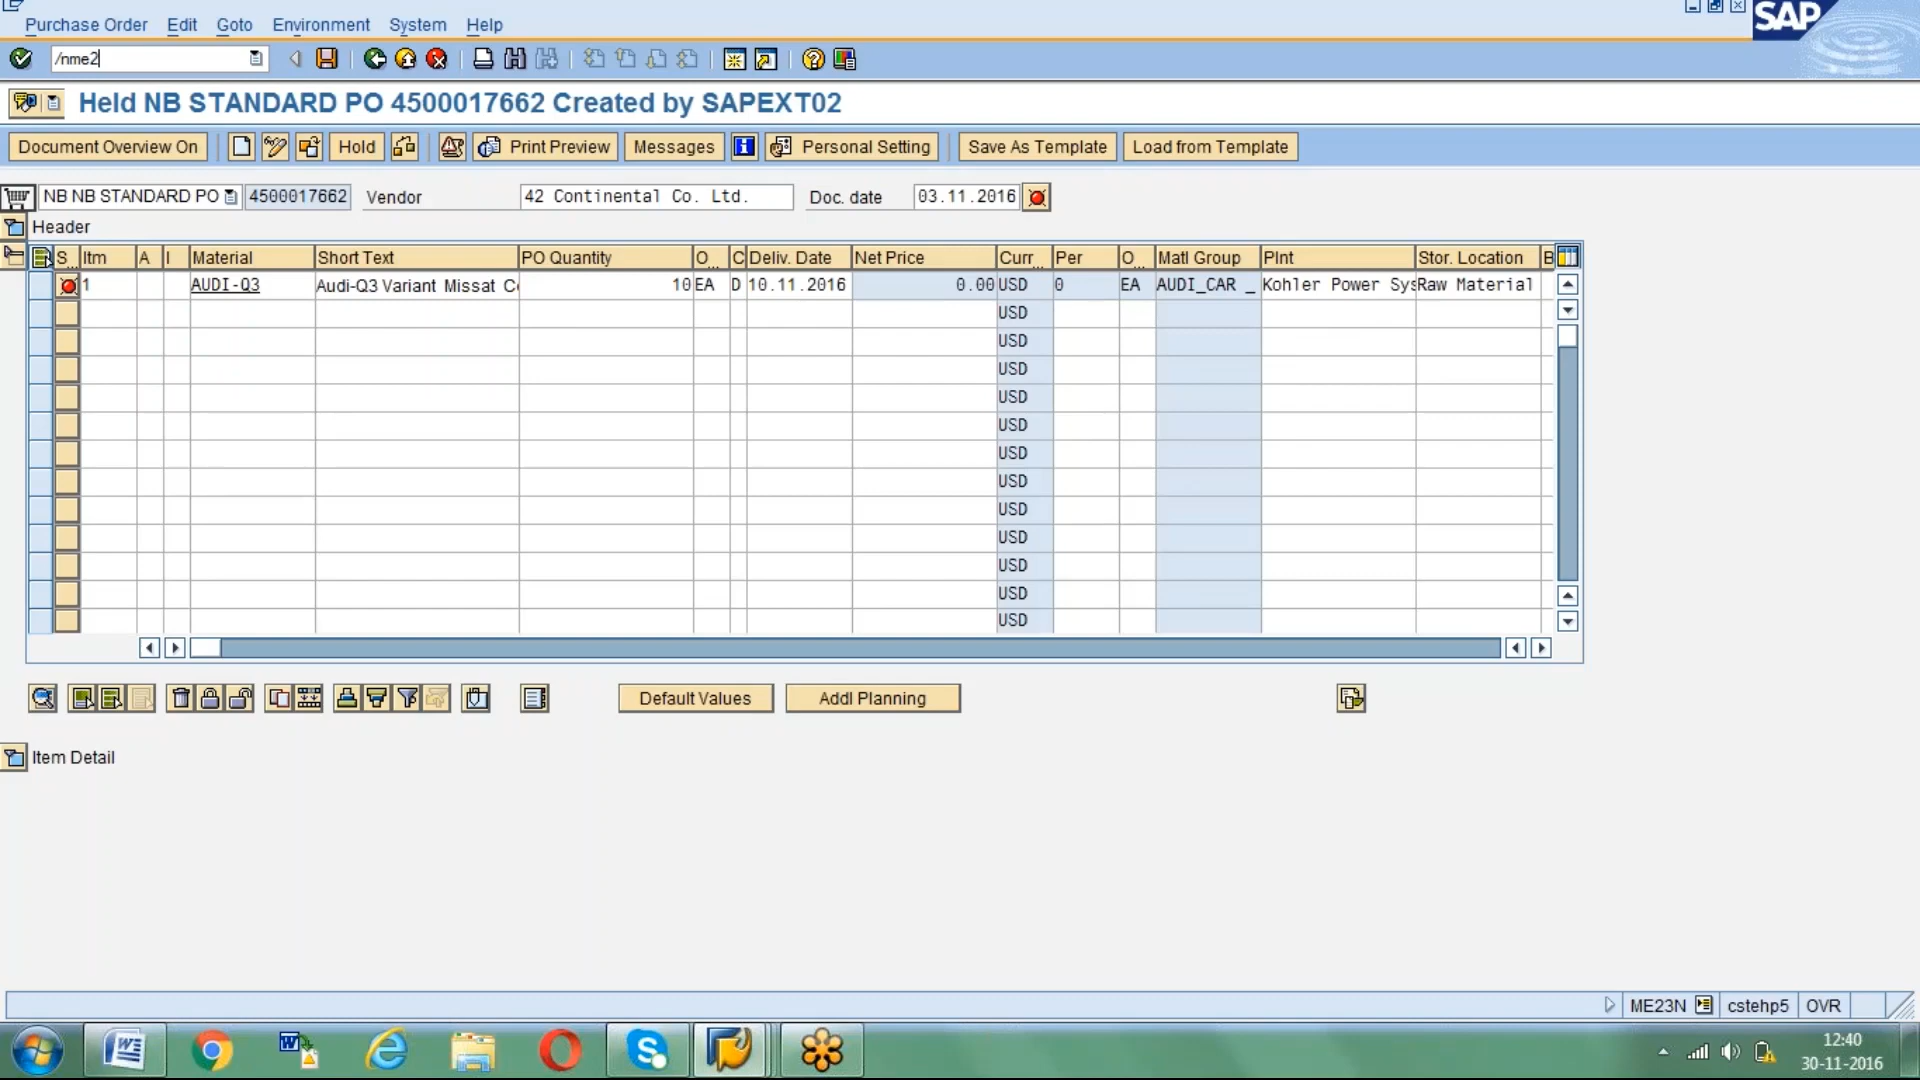 Purchase Order Edit Goto Environment System Help
SAP
/nme2
Held NB STANDARD PO 4500017662 Created by SAPEXT02
Document Overview On Hold Print Preview Messages Personal Setting Save As Template Load from Template
NB NB STANDARD PO 4500017662 Vendor 42 Continental Co. Ltd. Doc. date 03.11.2016
Header
S... Itm A I Material Short Text PO Quantity O... C Deliv. Date Net Price Curr... Per O... Matl Group Plnt Stor. Location B
1 AUDI-Q3 Audi-Q3 Variant Missat C 10 EA D 10.11.2016 0.00 USD 0 EA AUDI_CAR _ Kohler Power Sys Raw Material
USD
USD
USD
USD
USD
USD
USD
USD
USD
USD
USD
USD
Default Values Addl Planning
Item Detail
ME23N cstehp5 OVR
12:40
30-11-2016